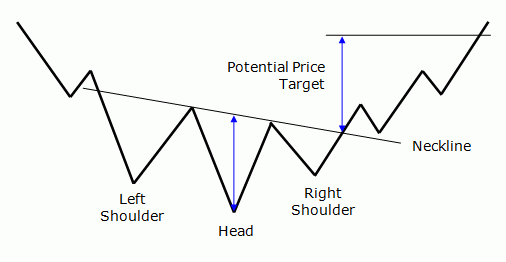 Potential Price
Target
Neckline
Left
Shoulder
Right
Shoulder
Head